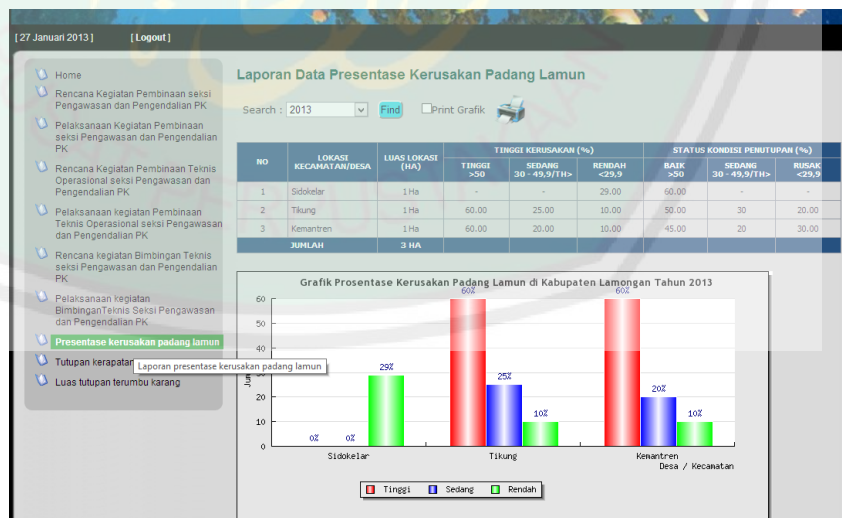 [ 27 Januari 2013 ] [ Logout ]
Home
Rencana Kegiatan Pembinaan seksi
Pengawasan dan Pengendalian PK
Pelaksanaan Kegiatan Pembinaan
seksi Pengawasan dan Pengendalian
PK
Rencana Kegiatan Pembinaan Teknis
Operasional seksi Pengawasan dan
Pengendalian PK
Pelaksanaan kegiatan Pembinaan
Teknis Operasional seksi Pengawasan
dan Pengendalian PK
Rencana kegiatan Bimbingan Teknis
seksi Pengawasan dan Pengendalian
PK
Pelaksanaan kegiatan
BimbinganTeknis Seksi Pengawasan
dan Pengendalian PK
Presentase kerusakan padang lamun
Tutupan kerapatan
Laporan presentase kerusakan padang lamun
Luas tutupan terumbu karang
Laporan Data Presentase Kerusakan Padang Lamun
Search : 2013 Find Print Grafik
NO LOKASI KECAMATAN/DESA LUAS LOKASI (HA) TINGGI KERUSAKAN (%) STATUS KONDISI PENUTUPAN (%)
TINGGI >50 SEDANG 30 - 49,9/TH> RENDAH <29,9 BAIK >50 SEDANG 30 - 49,9/TH> RUSAK <29,9
1 Sidokelar 1 Ha - - 29.00 60.00 - -
2 Tikung 1 Ha 60.00 25.00 10.00 50.00 30 20.00
3 Kemantren 1 Ha 60.00 20.00 10.00 45.00 20 30.00
JUMLAH 3 HA
Grafik Prosentase Kerusakan Padang Lamun di Kabupaten Lamongan Tahun 2013
60% 60%
60
50
40
30
20
10
0
0% 0% 29%
25% 10%
20% 10%
Sidokelar Tikung Kemantren
Desa / Kecamatan
Tinggi Sedang Rendah